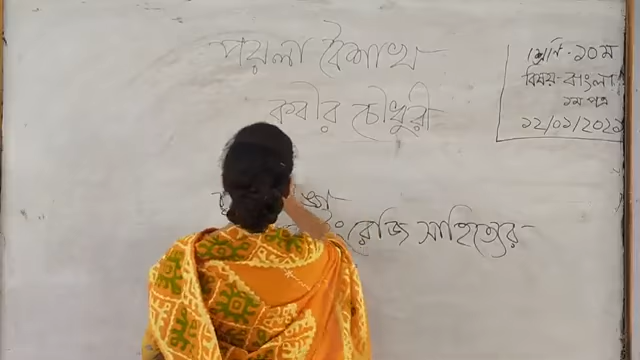 পয়লা বৈশাখ
কবীর চৌধুরী
শ্রেণি - ১০ম
বিষয়-বাংলা
১ম পত্র
১২/০১/২০২১
ইংরেজি সাহিত্যের